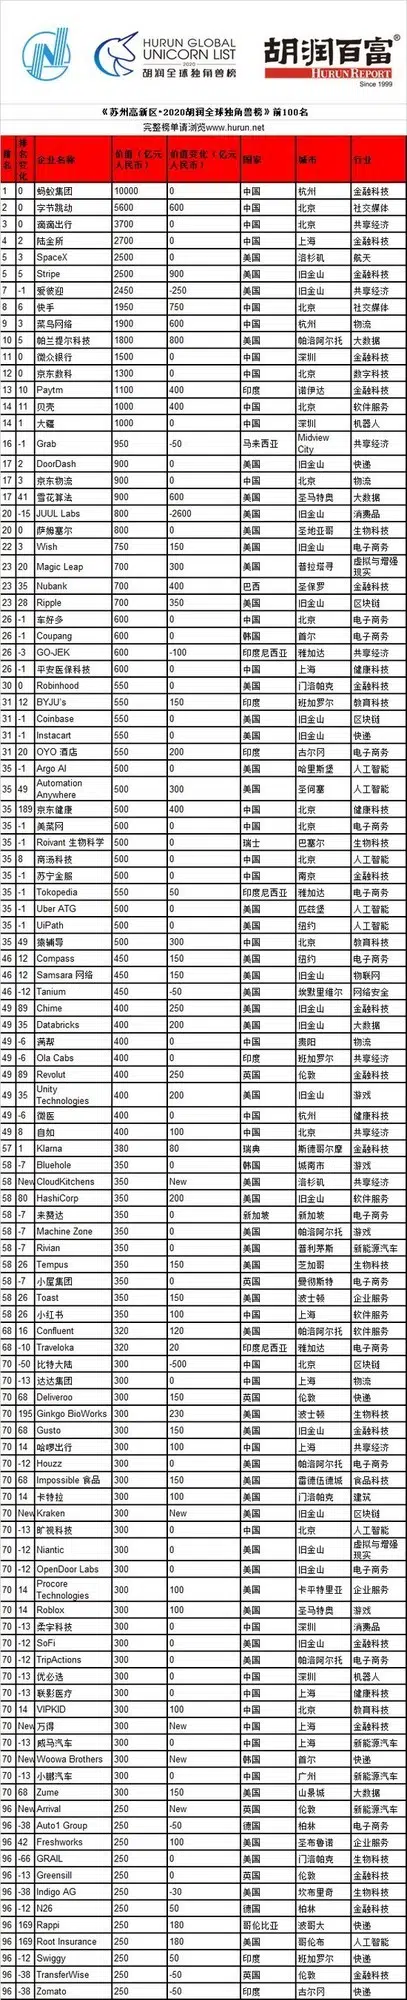 HURUN GLOBAL
UNICORN LIST
2020
胡润全球独角兽榜
胡润百富
HURUN REPORT
Since 1999
《苏州高新区•2020胡润全球独角兽榜》前100名
完整榜单请浏览www.hurun.net
排名 排名变化 企业名称 价值（亿元人民币） 价值变化（亿元人民币） 国家 城市 行业
1 0 蚂蚁集团 10000 0 中国 杭州 金融科技
2 0 字节跳动 5600 600 中国 北京 社交媒体
3 0 滴滴出行 3700 0 中国 北京 共享经济
4 2 陆金所 2700 0 中国 上海 金融科技
5 3 SpaceX 2500 0 美国 洛杉矶 航天
5 5 Stripe 2500 900 美国 旧金山 金融科技
7 -1 爱彼迎 2450 -250 美国 旧金山 共享经济
8 6 快手 1950 750 中国 北京 社交媒体
9 3 菜鸟网络 1900 600 中国 杭州 物流
10 5 帕兰提尔科技 1800 800 美国 帕洛阿尔托 大数据
11 0 微众银行 1500 0 中国 深圳 金融科技
12 0 京东数科 1300 0 中国 北京 数字科技
13 10 Paytm 1100 400 印度 诺伊达 金融科技
14 11 贝壳 1000 400 中国 北京 软件服务
14 1 大疆 1000 0 中国 深圳 机器人
16 -1 Grab 950 -50 马来西亚 Midview City 共享经济
17 2 DoorDash 900 0 美国 旧金山 快递
17 3 京东物流 900 0 中国 北京 物流
17 41 雪花算法 900 600 美国 圣马特奥 大数据
20 -15 JUUL Labs 800 -2600 美国 旧金山 消费品
20 0 萨姆塞尔 800 0 美国 圣地亚哥 生物科技
22 3 Wish 750 150 美国 旧金山 电子商务
23 20 Magic Leap 700 300 美国 普拉塔寻 虚拟与增强现实
23 35 Nubank 700 400 巴西 圣保罗 金融科技
23 28 Ripple 700 350 美国 旧金山 区块链
26 -1 车好多 600 0 中国 北京 电子商务
26 -1 Coupang 600 0 韩国 首尔 电子商务
26 -3 GO-JEK 600 -100 印度尼西亚 雅加达 共享经济
26 -1 平安医保科技 600 0 中国 上海 健康科技
30 0 Robinhood 550 0 美国 门洛帕克 金融科技
31 12 BYJU's 550 150 印度 班加罗尔 教育科技
31 -1 Coinbase 550 0 美国 旧金山 区块链
31 -1 Instacart 550 0 美国 旧金山 快递
31 20 OYO 酒店 550 200 印度 古尔冈 电子商务
35 -1 Argo AI 500 0 美国 哈里斯堡 人工智能
35 49 Automation Anywhere 500 300 美国 圣何塞 人工智能
35 189 京东健康 500 400 中国 北京 健康科技
35 -1 美菜网 500 0 中国 北京 电子商务
35 -1 Roivant 生物科学 500 0 瑞士 巴塞尔 生物科技
35 8 商汤科技 500 0 中国 北京 人工智能
35 -1 苏宁金服 500 0 中国 南京 金融科技
35 -1 Tokopedia 550 50 印度尼西亚 雅加达 电子商务
35 -1 Uber ATG 500 0 美国 匹兹堡 人工智能
35 -1 UiPath 500 0 美国 纽约 人工智能
35 49 猿辅导 500 300 中国 北京 教育科技
46 12 Compass 450 150 美国 纽约 电子商务
46 12 Samsara 网络 450 150 美国 旧金山 物联网
46 -12 Tanium 450 -50 美国 埃默里维尔 网络安全
49 89 Chime 400 250 美国 旧金山 金融科技
49 35 Databricks 400 200 美国 旧金山 大数据
49 -6 满帮 400 0 中国 贵阳 物流
49 -6 Ola Cabs 400 0 印度 班加罗尔 共享经济
49 89 Revolut 400 250 英国 伦敦 金融科技
49 35 Unity Technologies 400 200 美国 旧金山 游戏
49 -6 微医 400 0 中国 杭州 健康科技
49 8 自如 400 100 中国 北京 共享经济
57 1 Klarna 380 80 瑞典 斯德哥尔摩 金融科技
58 -7 Bluehole 350 0 韩国 城南市 游戏
58 New CloudKitchens 350 New 美国 洛杉矶 共享经济
58 80 HashiCorp 350 200 美国 旧金山 软件服务
58 -7 来赞达 350 0 新加坡 新加坡 电子商务
58 -7 Machine Zone 350 0 美国 帕洛阿尔托 游戏
58 -7 Rivian 350 0 美国 普利茅斯 新能源汽车
58 26 Tempus 350 150 美国 芝加哥 生物科技
58 -7 小屋集团 350 0 英国 曼彻斯特 电子商务
58 26 Toast 350 150 美国 波士顿 企业服务
58 26 小红书 350 100 中国 上海 软件服务
68 16 Confluent 320 120 美国 帕洛阿尔托 软件服务
68 -10 Traveloka 320 20 印度尼西亚 雅加达 电子商务
70 -50 比特大陆 300 -500 中国 北京 区块链
70 -13 达达集团 300 0 中国 上海 物流
70 68 Deliveroo 300 150 英国 伦敦 快递
70 195 Ginkgo BioWorks 300 230 美国 波士顿 生物科技
70 68 Gusto 300 150 美国 旧金山 金融科技
70 14 哈啰出行 300 100 中国 上海 共享经济
70 -12 Houzz 300 0 美国 帕洛阿尔托 电子商务
70 68 Impossible 食品 300 150 美国 雷德伍德城 食品科技
70 14 卡特拉 300 100 美国 门洛帕克 建筑
70 New Kraken 300 New 美国 旧金山 区块链
70 -13 旷视科技 300 0 中国 北京 人工智能
70 -12 Niantic 300 0 美国 旧金山 虚拟与增强现实
70 -12 OpenDoor Labs 300 0 美国 旧金山 电子商务
70 14 Procore Technologies 300 100 美国 卡平特里亚 企业服务
70 14 Roblox 300 100 美国 圣马特奥 游戏
70 -13 柔宇科技 300 0 中国 深圳 消费品
70 -12 SoFi 300 0 美国 旧金山 金融科技
70 -12 TripActions 300 0 美国 帕洛阿尔托 电子商务
70 -13 优必选 300 0 中国 深圳 机器人
70 -13 联影医疗 300 0 中国 上海 健康科技
70 14 VIPKID 300 100 中国 北京 教育科技
70 New 万得 300 New 中国 上海 金融科技
70 -13 威马汽车 300 0 中国 上海 新能源汽车
70 New Woowa Brothers 300 New 韩国 首尔 快递
70 -13 小鹏汽车 300 0 中国 广州 新能源汽车
70 68 Zume 300 150 美国 山景城 大数据
96 New Arrival 250 New 英国 伦敦 新能源汽车
96 -38 Auto1 Group 250 -50 德国 柏林 电子商务
96 42 Freshworks 250 100 美国 圣布鲁诺 企业服务
96 -66 GRAIL 250 0 美国 门洛帕克 生物科技
96 -13 Greensill 250 0 英国 伦敦 金融科技
96 -38 Indigo AG 250 -30 美国 坎布里奇 生物科技
96 -12 N26 250 50 德国 柏林 金融科技
96 169 Rappi 250 180 哥伦比亚 波哥大 快递
96 169 Root Insurance 250 180 美国 哥伦布 人工智能
96 -12 Swiggy 250 50 印度 班加罗尔 快递
96 -38 TransferWise 250 -50 英国 伦敦 金融科技
96 -38 Zomato 250 -50 印度 古尔冈 快递